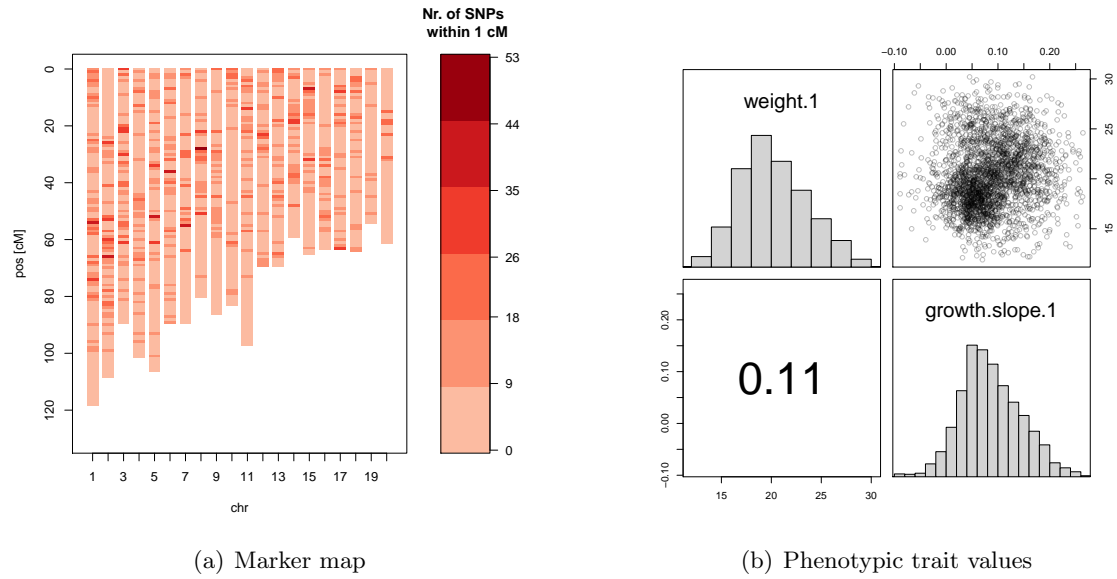 Nr. of SNPs
within 1 cM
0
20
40
60
80
100
120
pos [cM]
1 3 5 7 9 11 13 15 17 19
chr
53
44
35
26
18
9
0
(a) Marker map
−0.10 0.00 0.10 0.20
weight.1
30
25
20
15
0.20
0.10
0.00
−0.10
0.11
growth.slope.1
15 20 25 30
(b) Phenotypic trait values